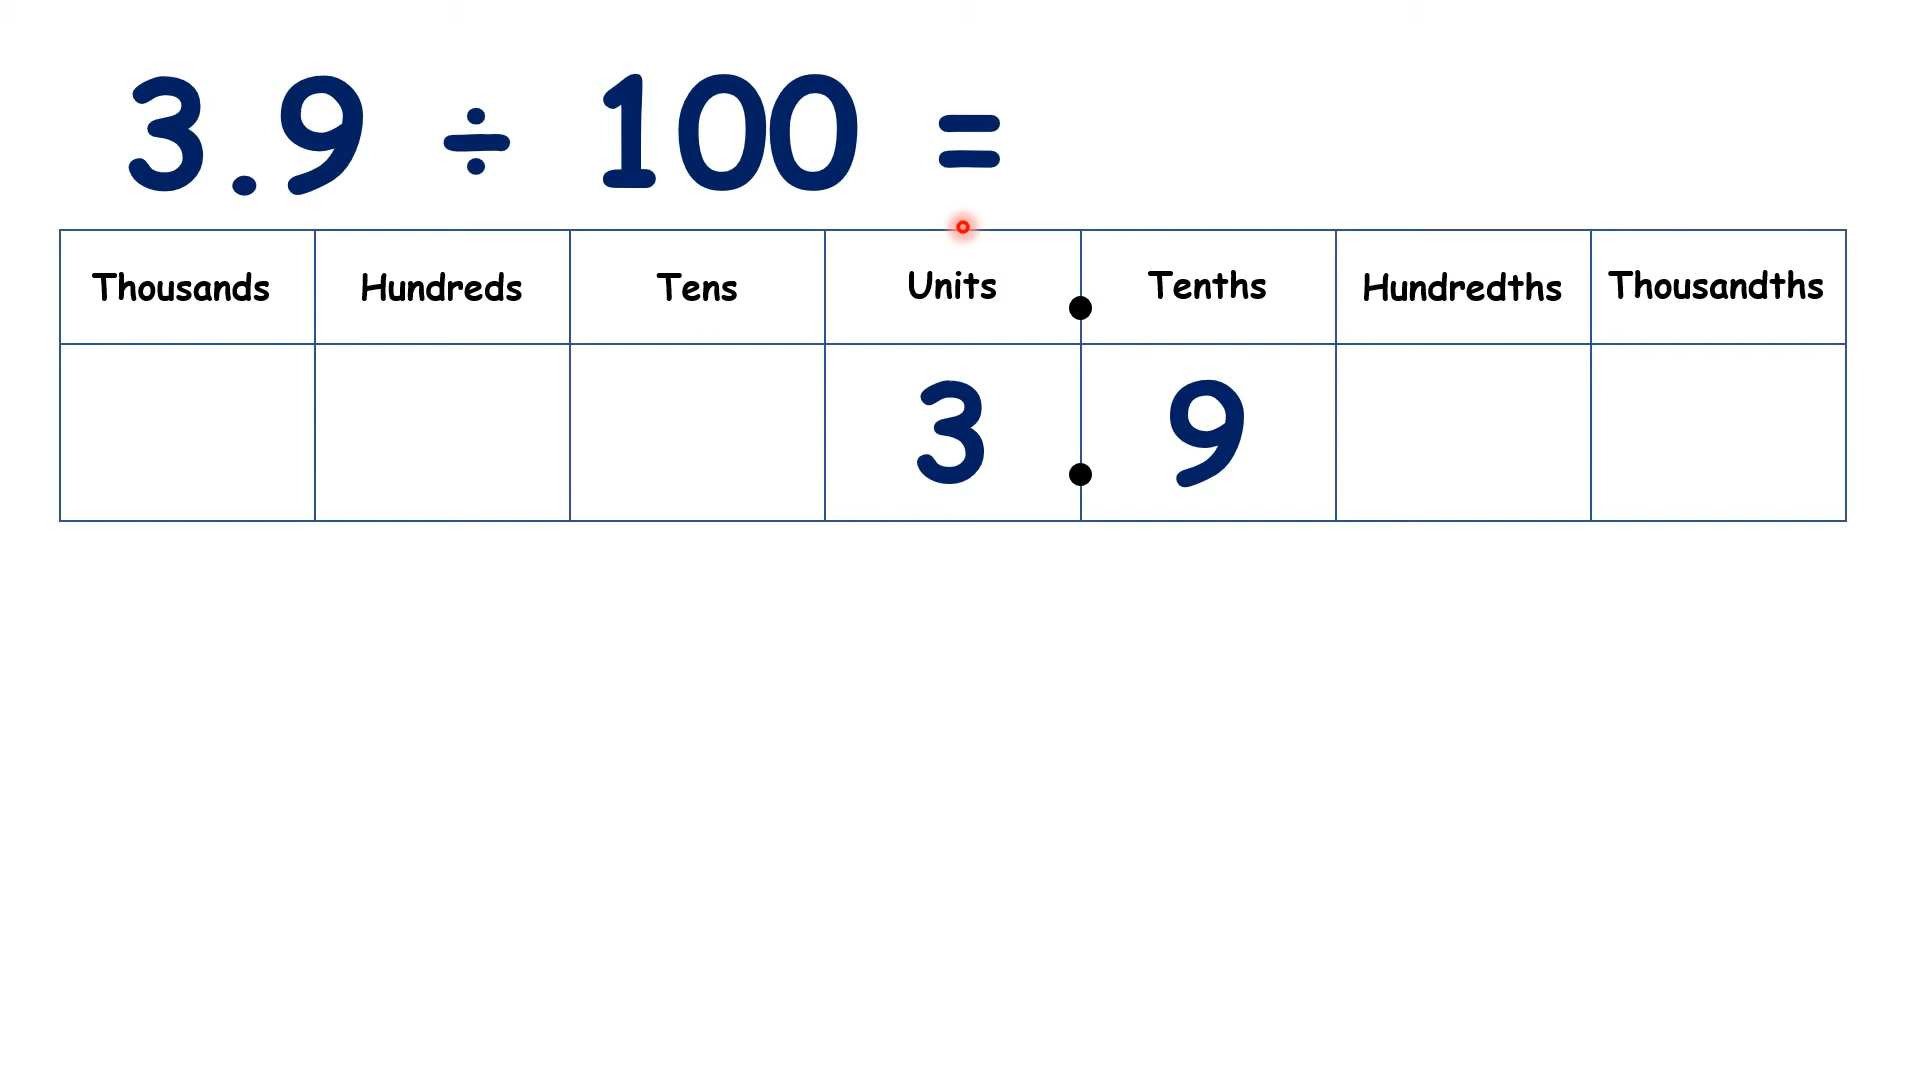 3.9 ÷ 100 =
Thousands Hundreds Tens Units . Tenths Hundredths Thousandths
3 . 9